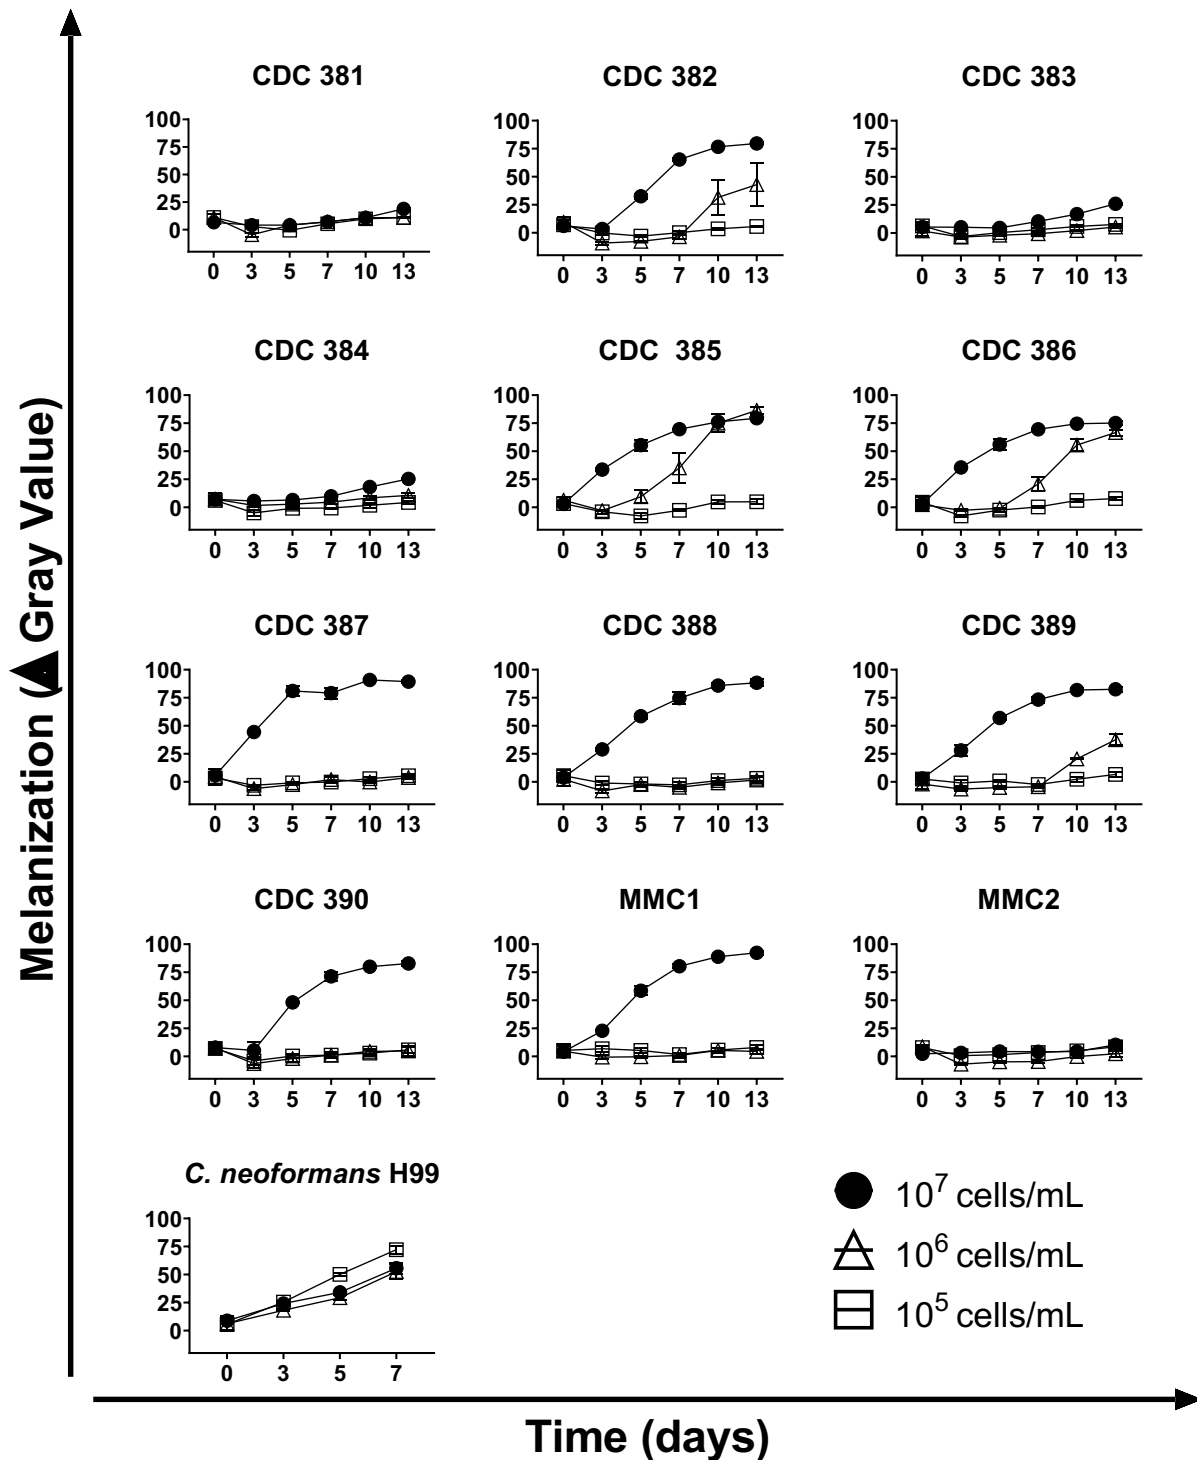 CDC 381
100
75
50
25
0
0 3 5 7 10 13
CDC 382
100
75
50
25
0
0 3 5 7 10 13
CDC 383
100
75
50
25
0
0 3 5 7 10 13
CDC 384
100
75
50
25
0
0 3 5 7 10 13
CDC 385
100
75
50
25
0
0 3 5 7 10 13
CDC 386
100
75
50
25
0
0 3 5 7 10 13
CDC 387
100
75
50
25
0
0 3 5 7 10 13
CDC 388
100
75
50
25
0
0 3 5 7 10 13
CDC 389
100
75
50
25
0
0 3 5 7 10 13
CDC 390
100
75
50
25
0
0 3 5 7 10 13
MMC1
100
75
50
25
0
0 3 5 7 10 13
MMC2
100
75
50
25
0
0 3 5 7 10 13
C. neoformans H99
100
75
50
25
0
0 3 5 7
10⁷ cells/mL
10⁶ cells/mL
10⁵ cells/mL
Melanization (▲ Gray Value)
Time (days)